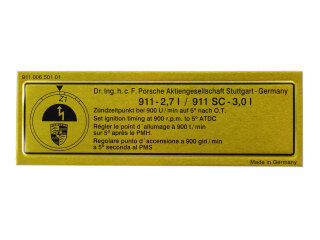 911.006.501.01
Z1
Dr. Ing. h. c. F. Porsche Aktiengesellschaft Stuttgart - Germany
911-2,7 l / 911 SC-3,0 l
Zündzeitpunkt bei 900 U / min auf 5° nach O.T.
Set ignition timing at 900 r.p.m. to 5° ATDC
Régler le point d'allumage à 900 t / min
sur 5° après le PMH.
Regolare punto d'accensione a 900 giri / min
a 5° seconda al PMS
Made in Germany